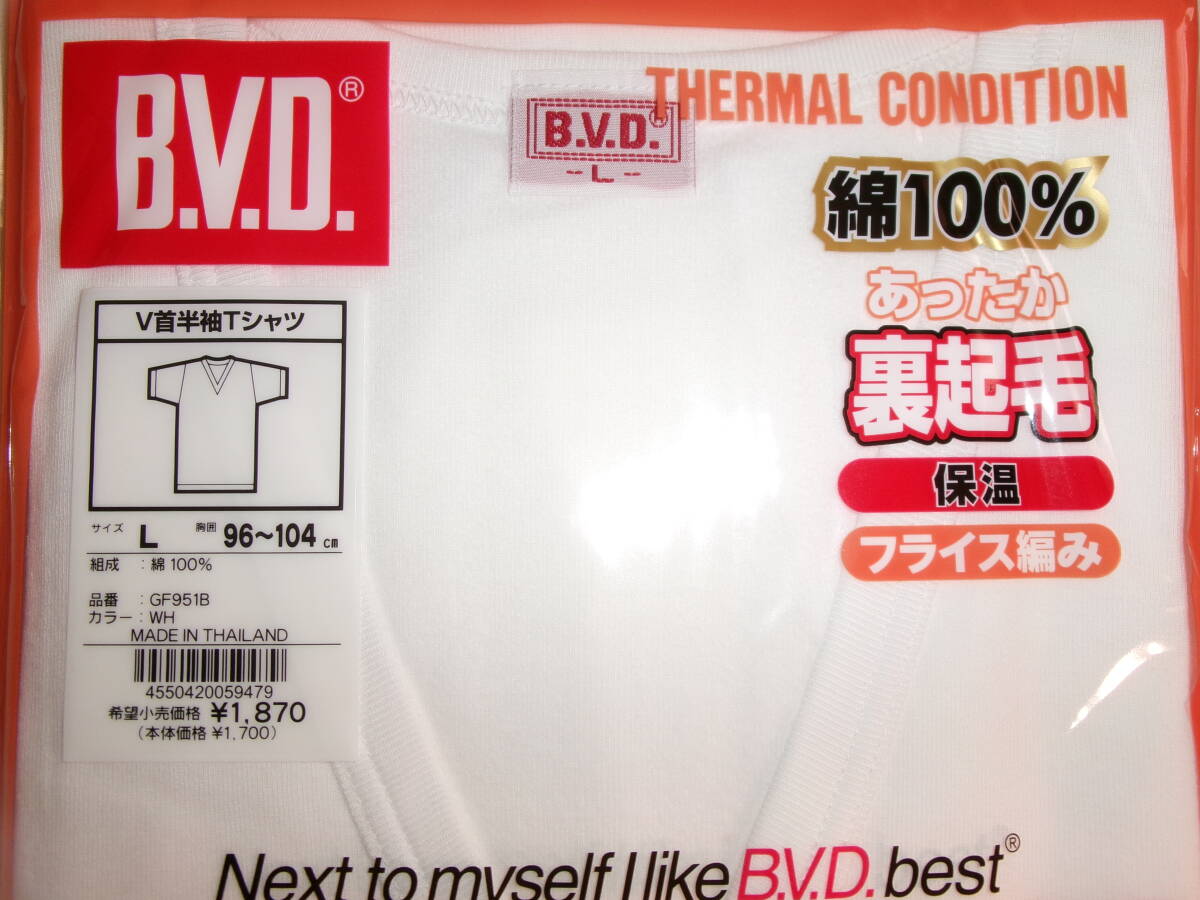 B.V.D.®
B.V.D.®
- L -
THERMAL CONDITION
綿100%
あったか
裏起毛
保温
フライス編み
V首半袖Tシャツ
サイズ L 胸囲 96~104 cm
組成 : 綿 100%
品番 : GF951B
カラー : WH
MADE IN THAILAND
4550420059479
希望小売価格 ¥1,870
(本体価格 ¥1,700)
Next to myself I like B.V.D. best®